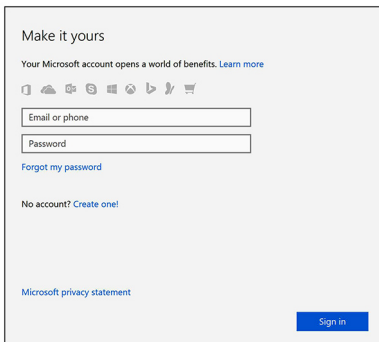 Make it yours
Your Microsoft account opens a world of benefits. Learn more
Email or phone
Password
Forgot my password
No account? Create one!
Microsoft privacy statement
Sign in